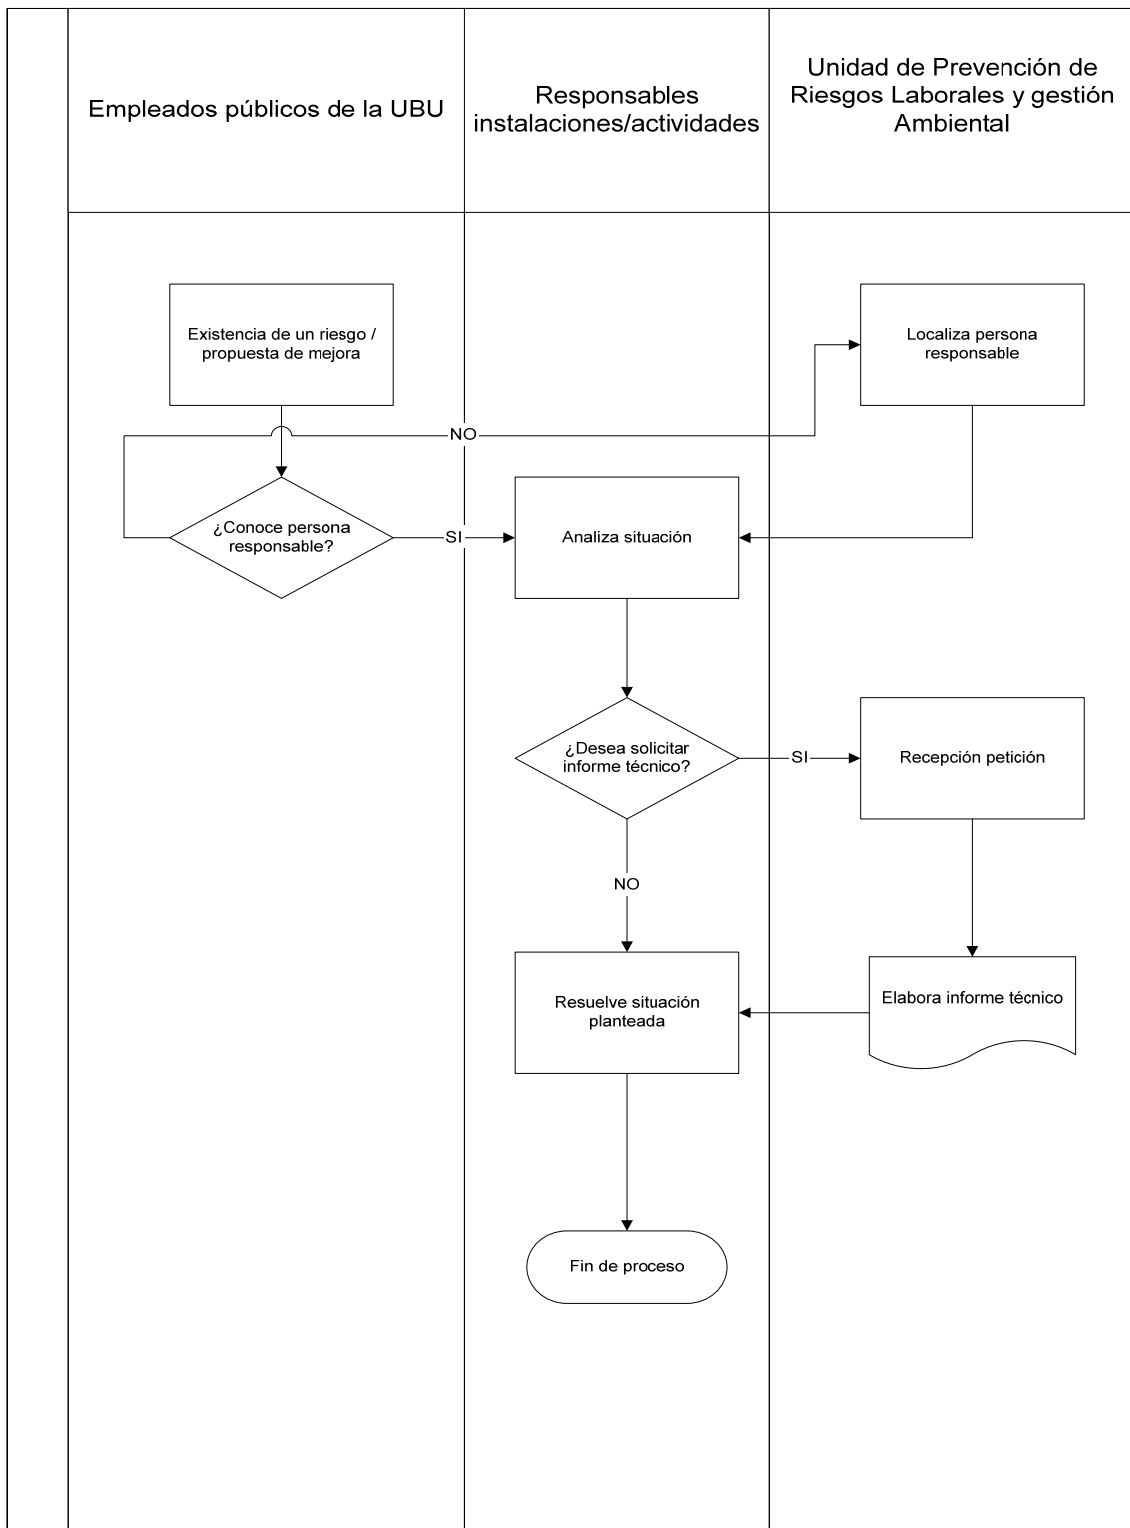 Empleados públicos de la UBU
Responsables
instalaciones/actividades
Unidad de Prevención de
Riesgos Laborales y gestión
Ambiental
Existencia de un riesgo /
propuesta de mejora
Localiza persona
responsable
NO
¿Conoce persona
responsable?
SI
Analiza situación
¿Desea solicitar
informe técnico?
SI
Recepción petición
NO
Resuelve situación
planteada
Elabora informe técnico
Fin de proceso